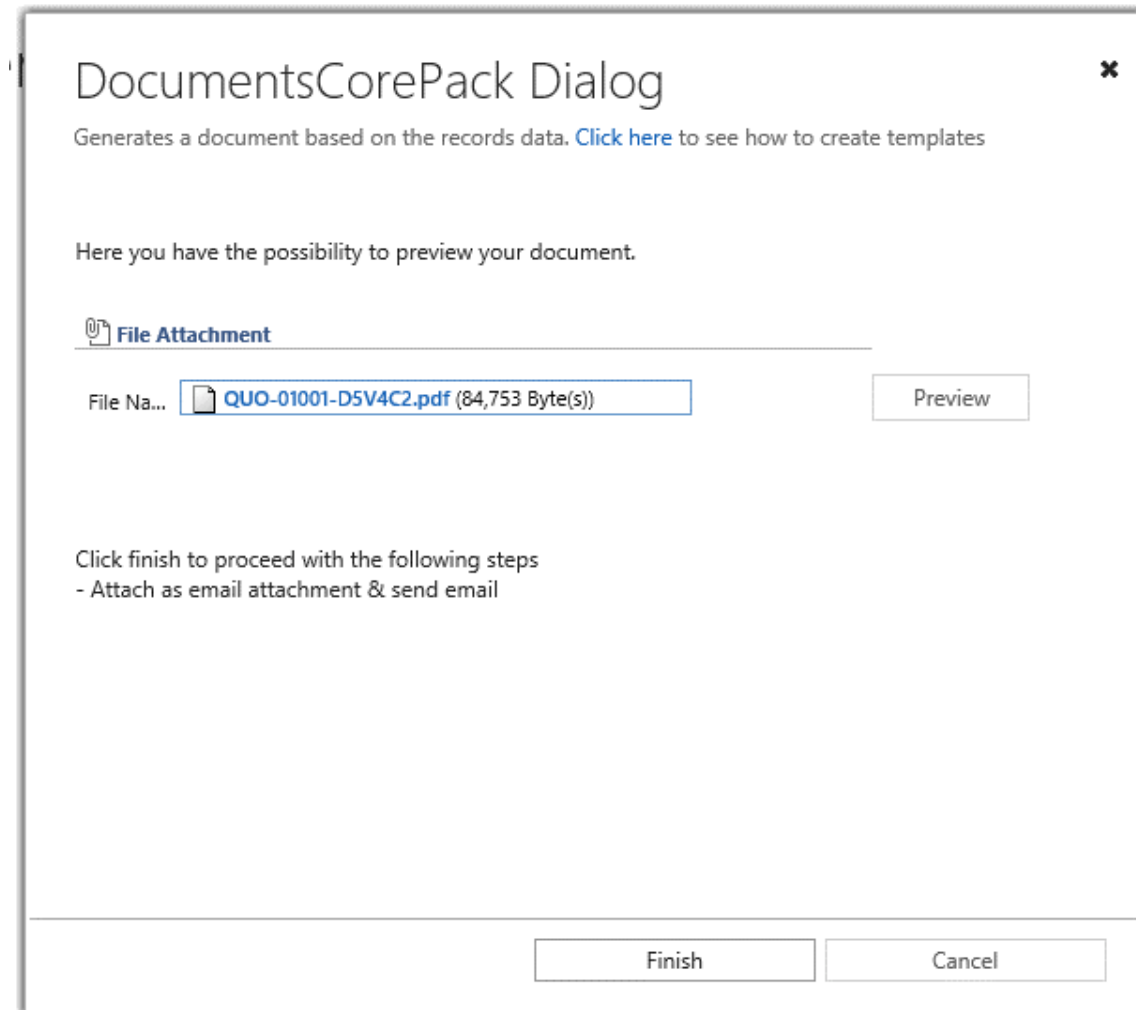 DocumentsCorePack Dialog
Generates a document based on the records data. Click here to see how to create templates
Here you have the possibility to preview your document.
File Attachment
File Na... QUO-01001-D5V4C2.pdf (84,753 Byte(s)) Preview
Click finish to proceed with the following steps
- Attach as email attachment & send email
Finish Cancel